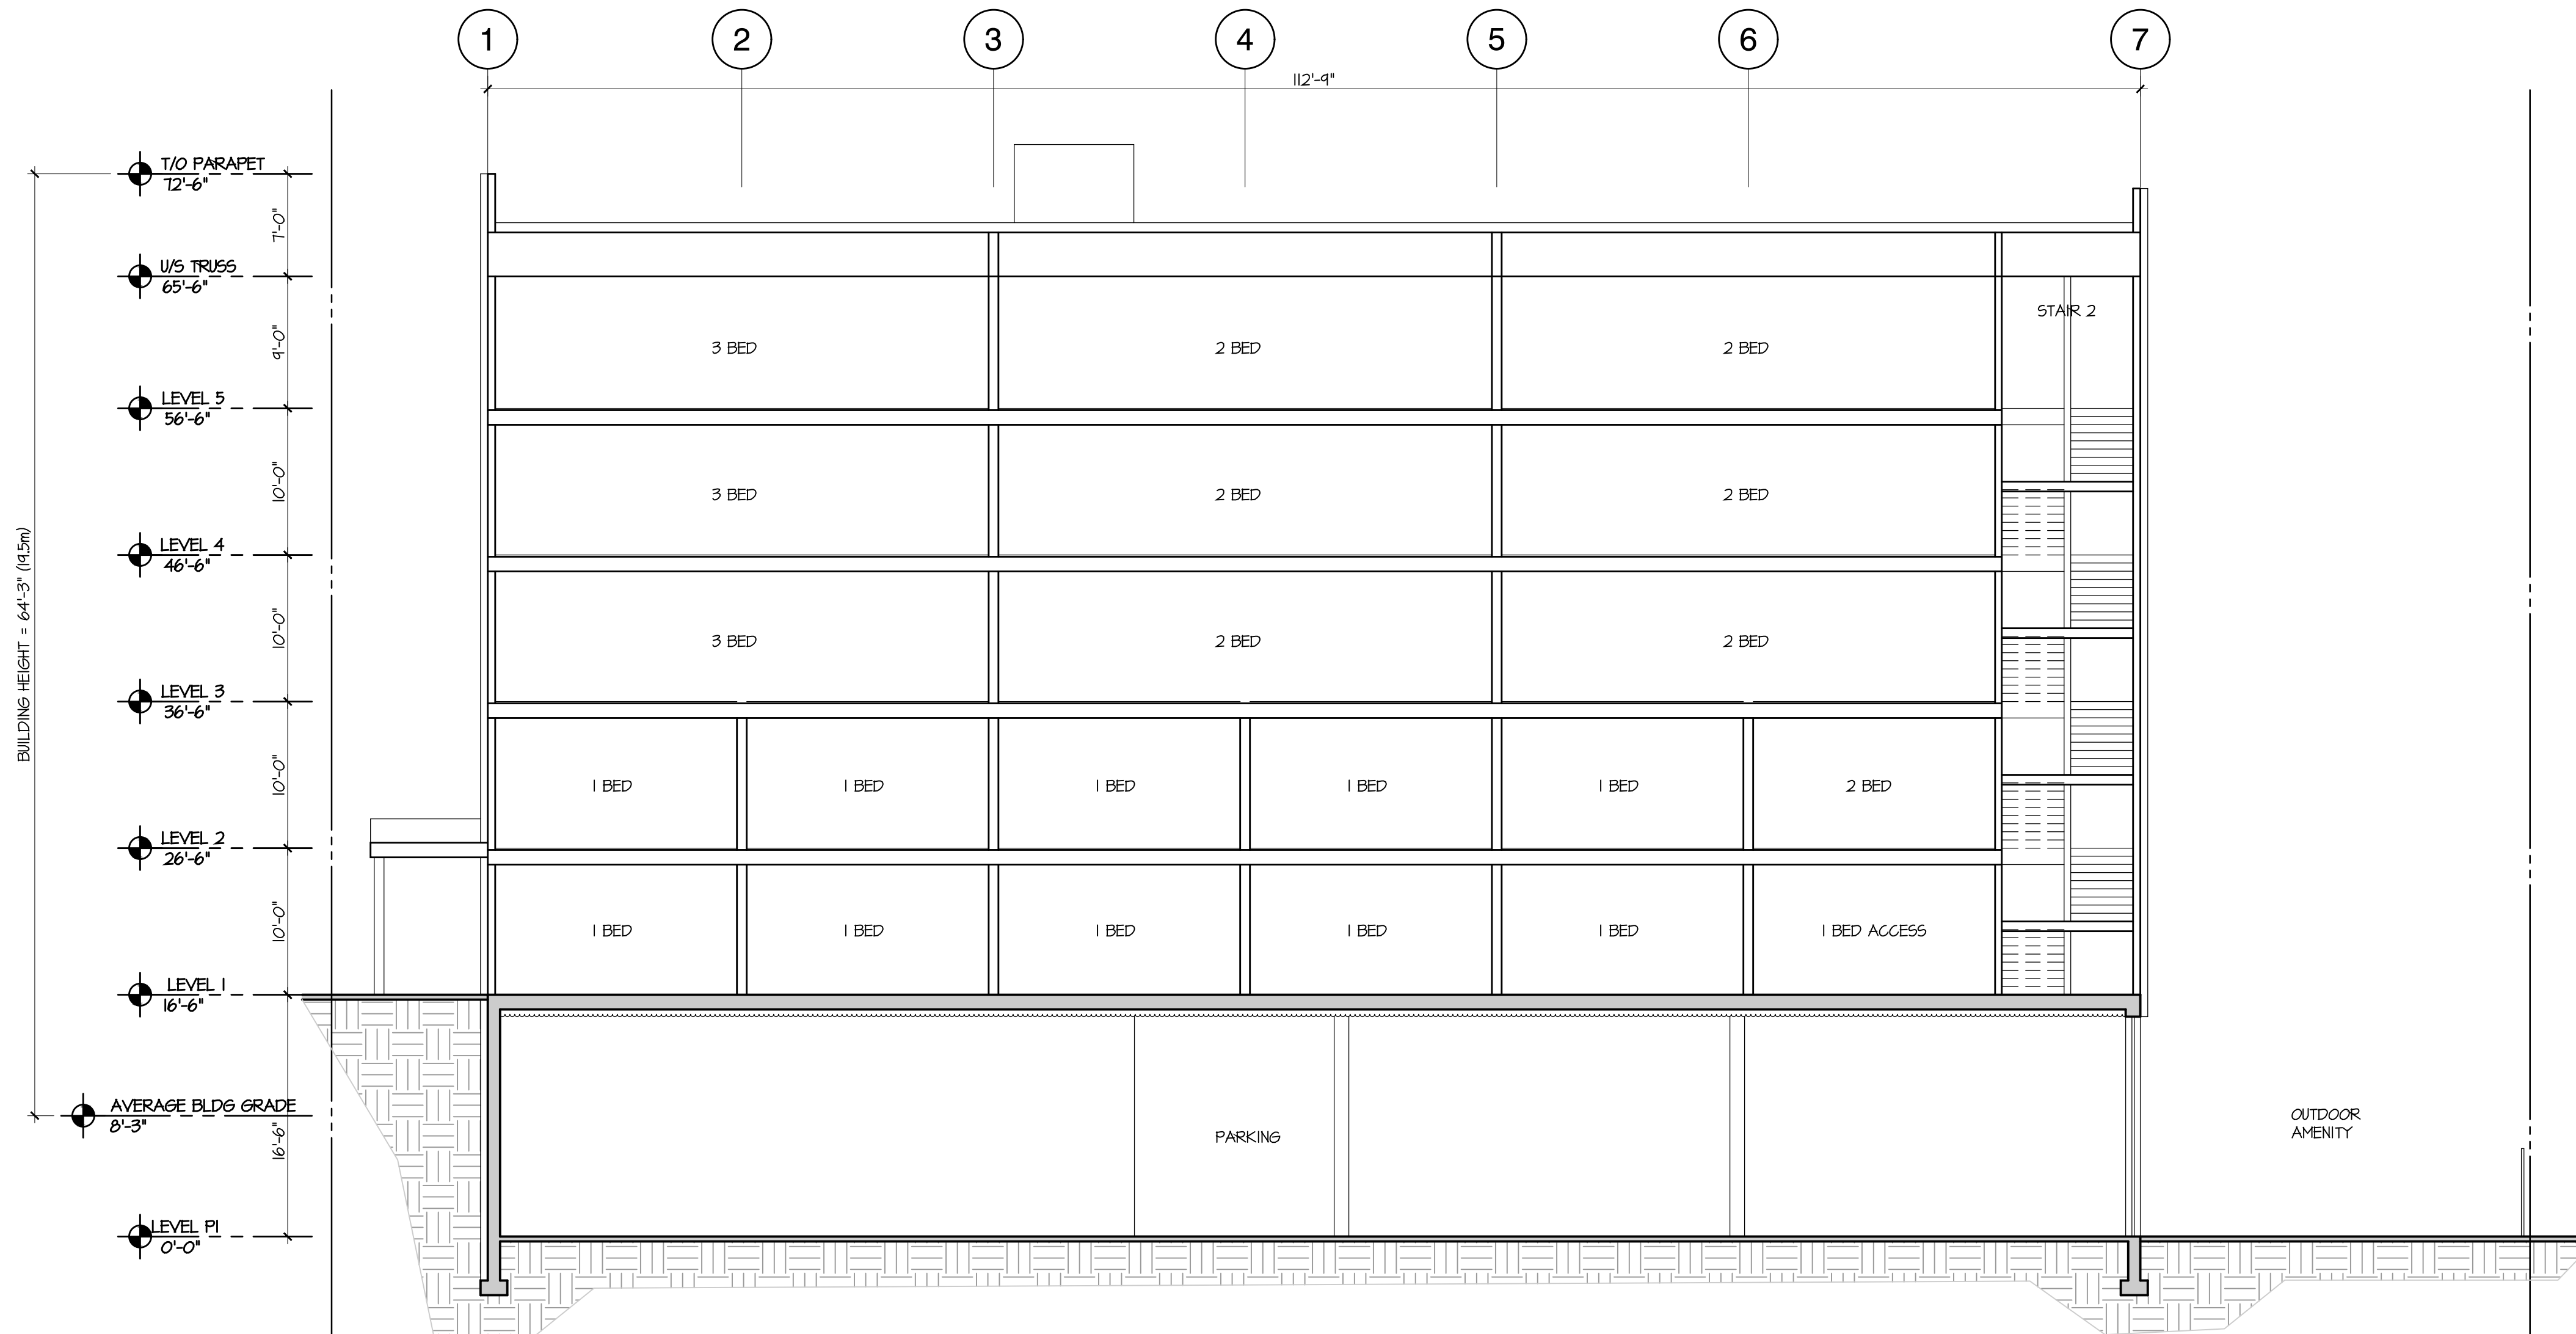 1 2 3 4 5 6 7
112'-9"
T/O PARAPET
72'-6"
7'-0"
U/S TRUSS
65'-6"
STAIR 2
9'-0"
3 BED 2 BED 2 BED
LEVEL 5
56'-6"
10'-0"
3 BED 2 BED 2 BED
LEVEL 4
46'-6"
10'-0"
3 BED 2 BED 2 BED
BUILDING HEIGHT = 64'-3" (19.5m)
LEVEL 3
36'-6"
10'-0"
1 BED 1 BED 1 BED 1 BED 1 BED 2 BED
LEVEL 2
26'-6"
10'-0"
1 BED 1 BED 1 BED 1 BED 1 BED 1 BED ACCESS
LEVEL 1
16'-6"
AVERAGE BLDG GRADE
8'-3"
16'-6"
PARKING
OUTDOOR
AMENITY
LEVEL P1
0'-0"